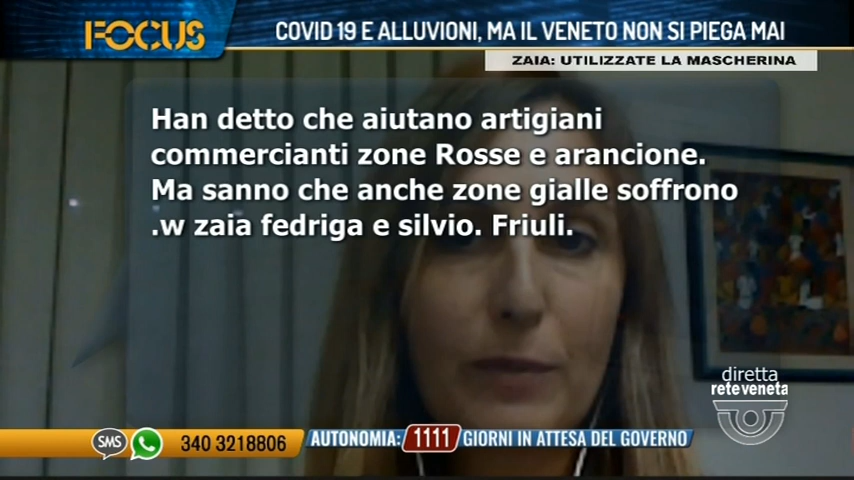 FOCUS
COVID 19 E ALLUVIONI, MA IL VENETO NON SI PIEGA MAI
ZAIA: UTILIZZATE LA MASCHERINA
Han detto che aiutano artigiani
commercianti zone Rosse e arancione.
Ma sanno che anche zone gialle soffrono
.w zaia fedriga e silvio. Friuli.
diretta
reteveneta
SMS 340 3218806 AUTONOMIA: 1111 GIORNI IN ATTESA DEL GOVERNO